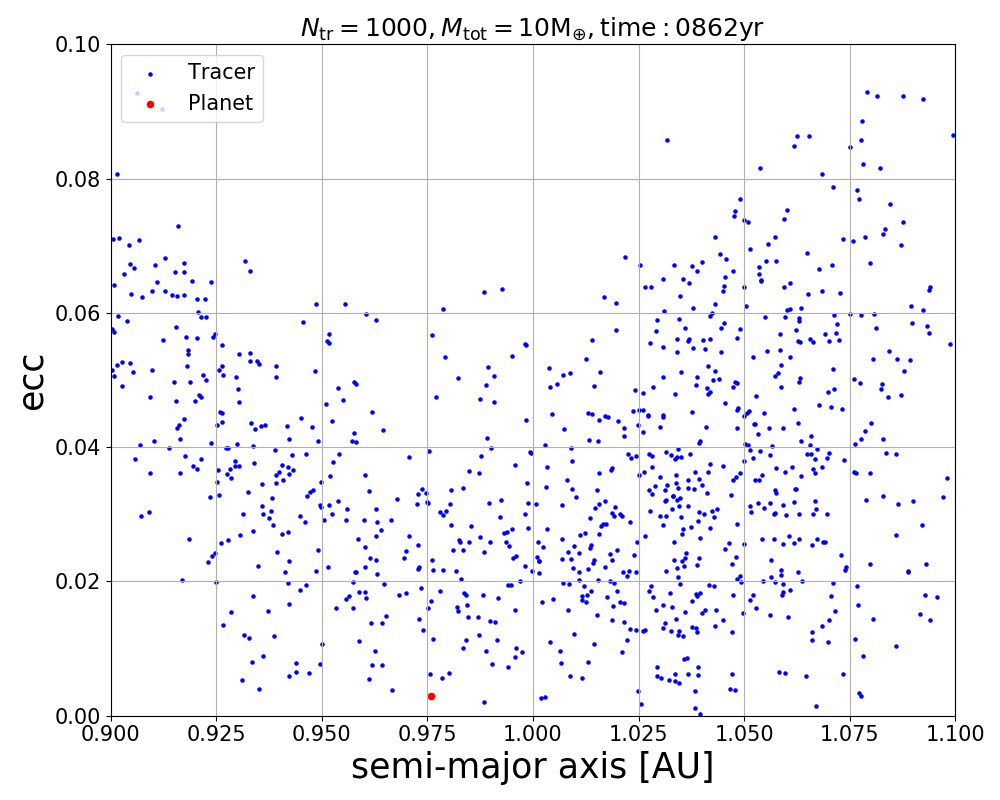 N_tr = 1000, M_tot = 10M_⊕, time : 0862yr
0.10
Tracer
Planet
0.08
0.06
ecc
0.04
0.02
0.00
0.900 0.925 0.950 0.975 1.000 1.025 1.050 1.075 1.100
semi-major axis [AU]